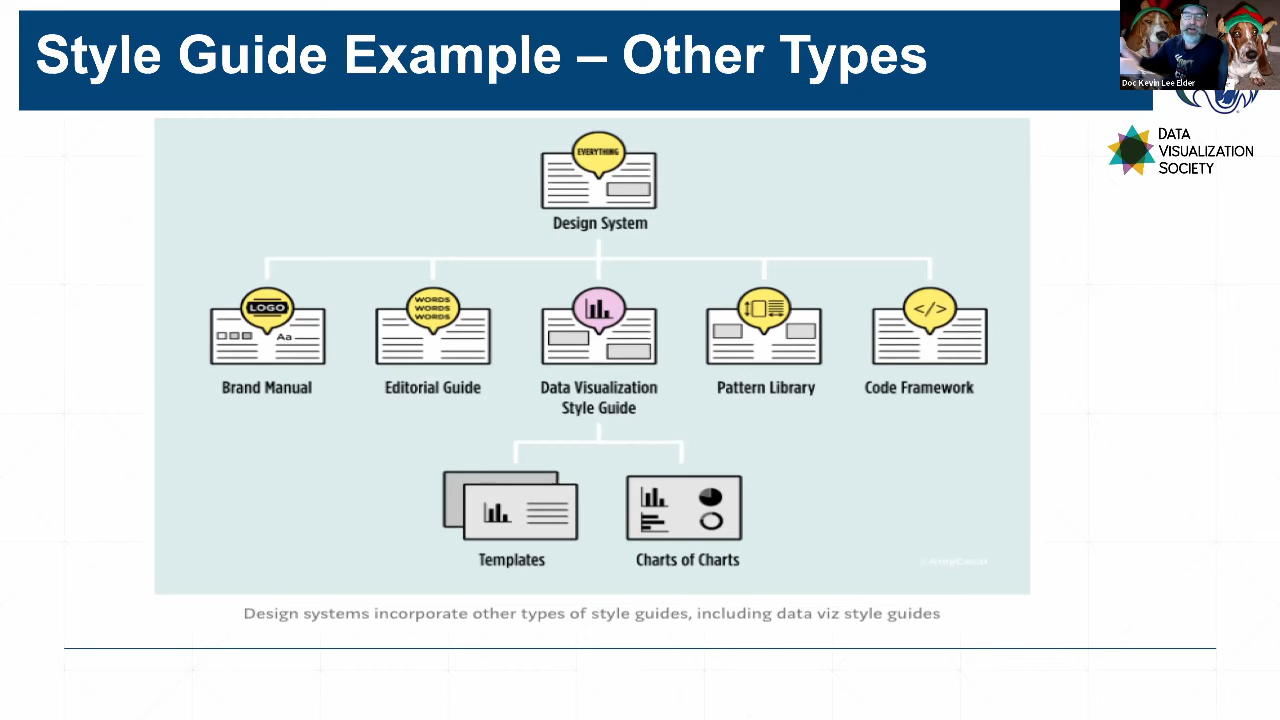 Style Guide Example – Other Types
Doc Kevin Lee Elder
DATA
VISUALIZATION
SOCIETY
EVERYTHING
Design System
LOGO
Aa
WORDS
WORDS
WORDS
</>
Brand Manual
Editorial Guide
Data Visualization
Style Guide
Pattern Library
Code Framework
Templates
Charts of Charts
Design systems incorporate other types of style guides, including data viz style guides